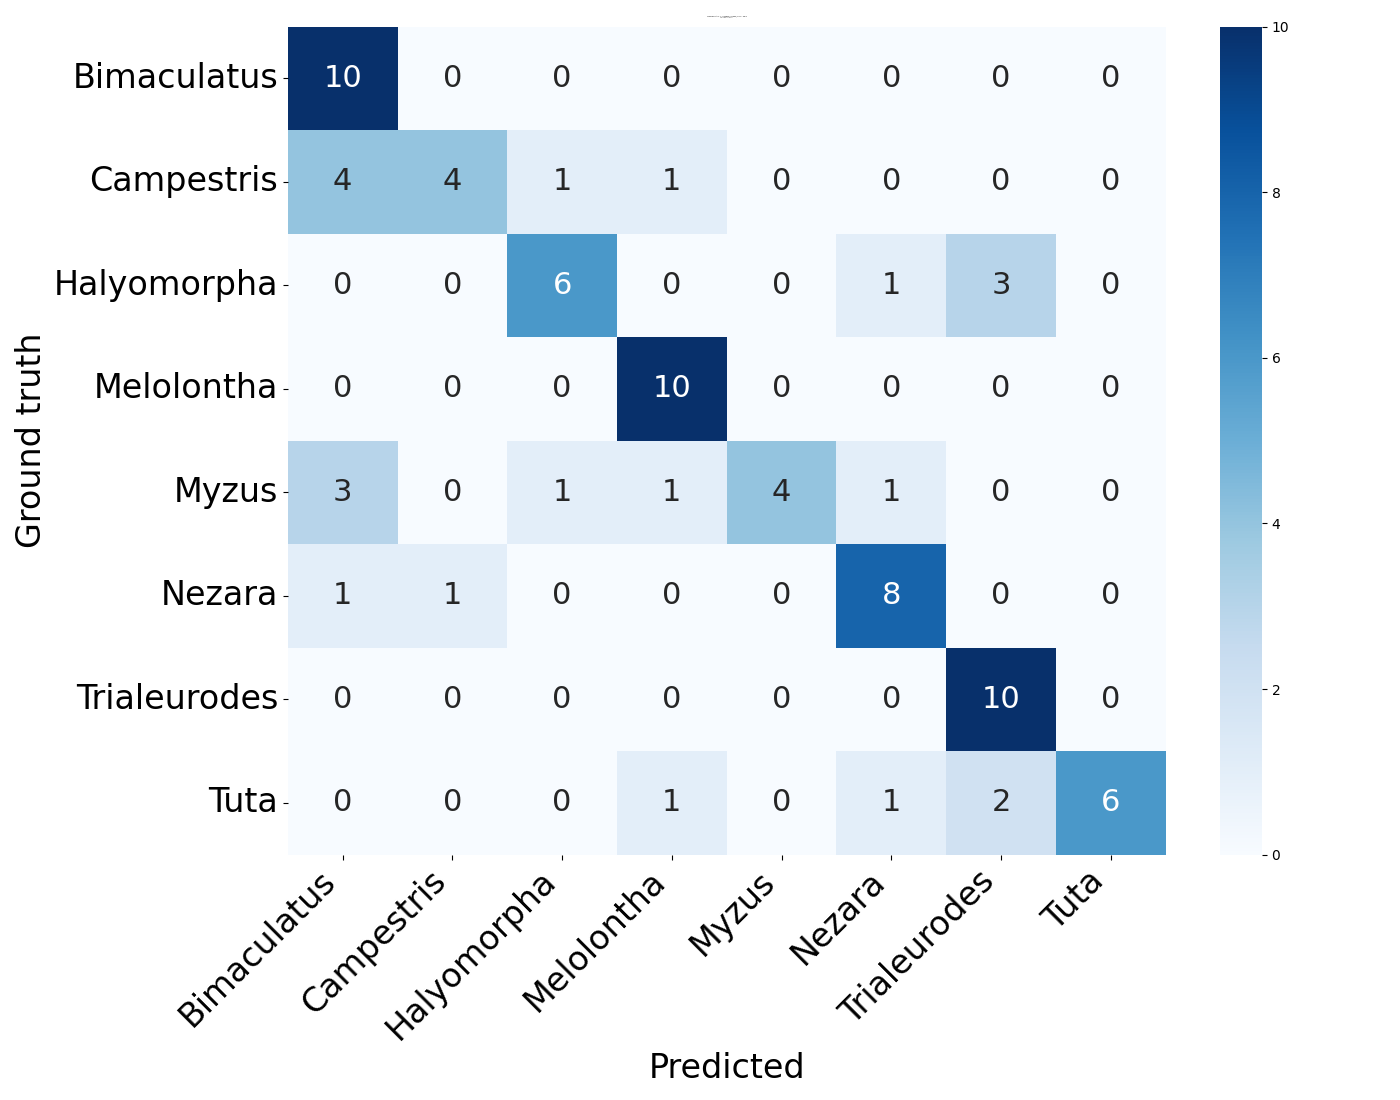 10
Bimaculatus 10 0 0 0 0 0 0 0
Campestris 4 4 1 1 0 0 0 0
8
Halyomorpha 0 0 6 0 0 1 3 0
6
Melolontha 0 0 0 10 0 0 0 0
Ground truth
Myzus 3 0 1 1 4 1 0 0
4
Nezara 1 1 0 0 0 8 0 0
2
Trialeurodes 0 0 0 0 0 0 10 0
Tuta 0 0 0 1 0 1 2 6
0
Bimaculatus
Campestris
Halyomorpha
Melolontha
Myzus
Nezara
Trialeurodes
Tuta
Predicted